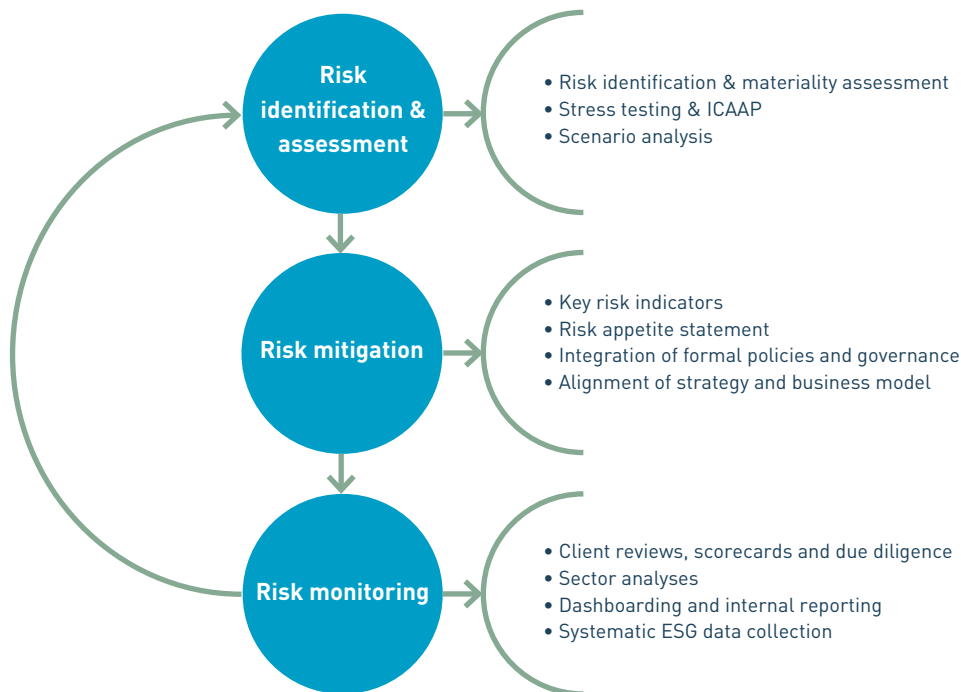 Risk
identification &
assessment
• Risk identification & materiality assessment
• Stress testing & ICAAP
• Scenario analysis
Risk mitigation
• Key risk indicators
• Risk appetite statement
• Integration of formal policies and governance
• Alignment of strategy and business model
Risk monitoring
• Client reviews, scorecards and due diligence
• Sector analyses
• Dashboarding and internal reporting
• Systematic ESG data collection